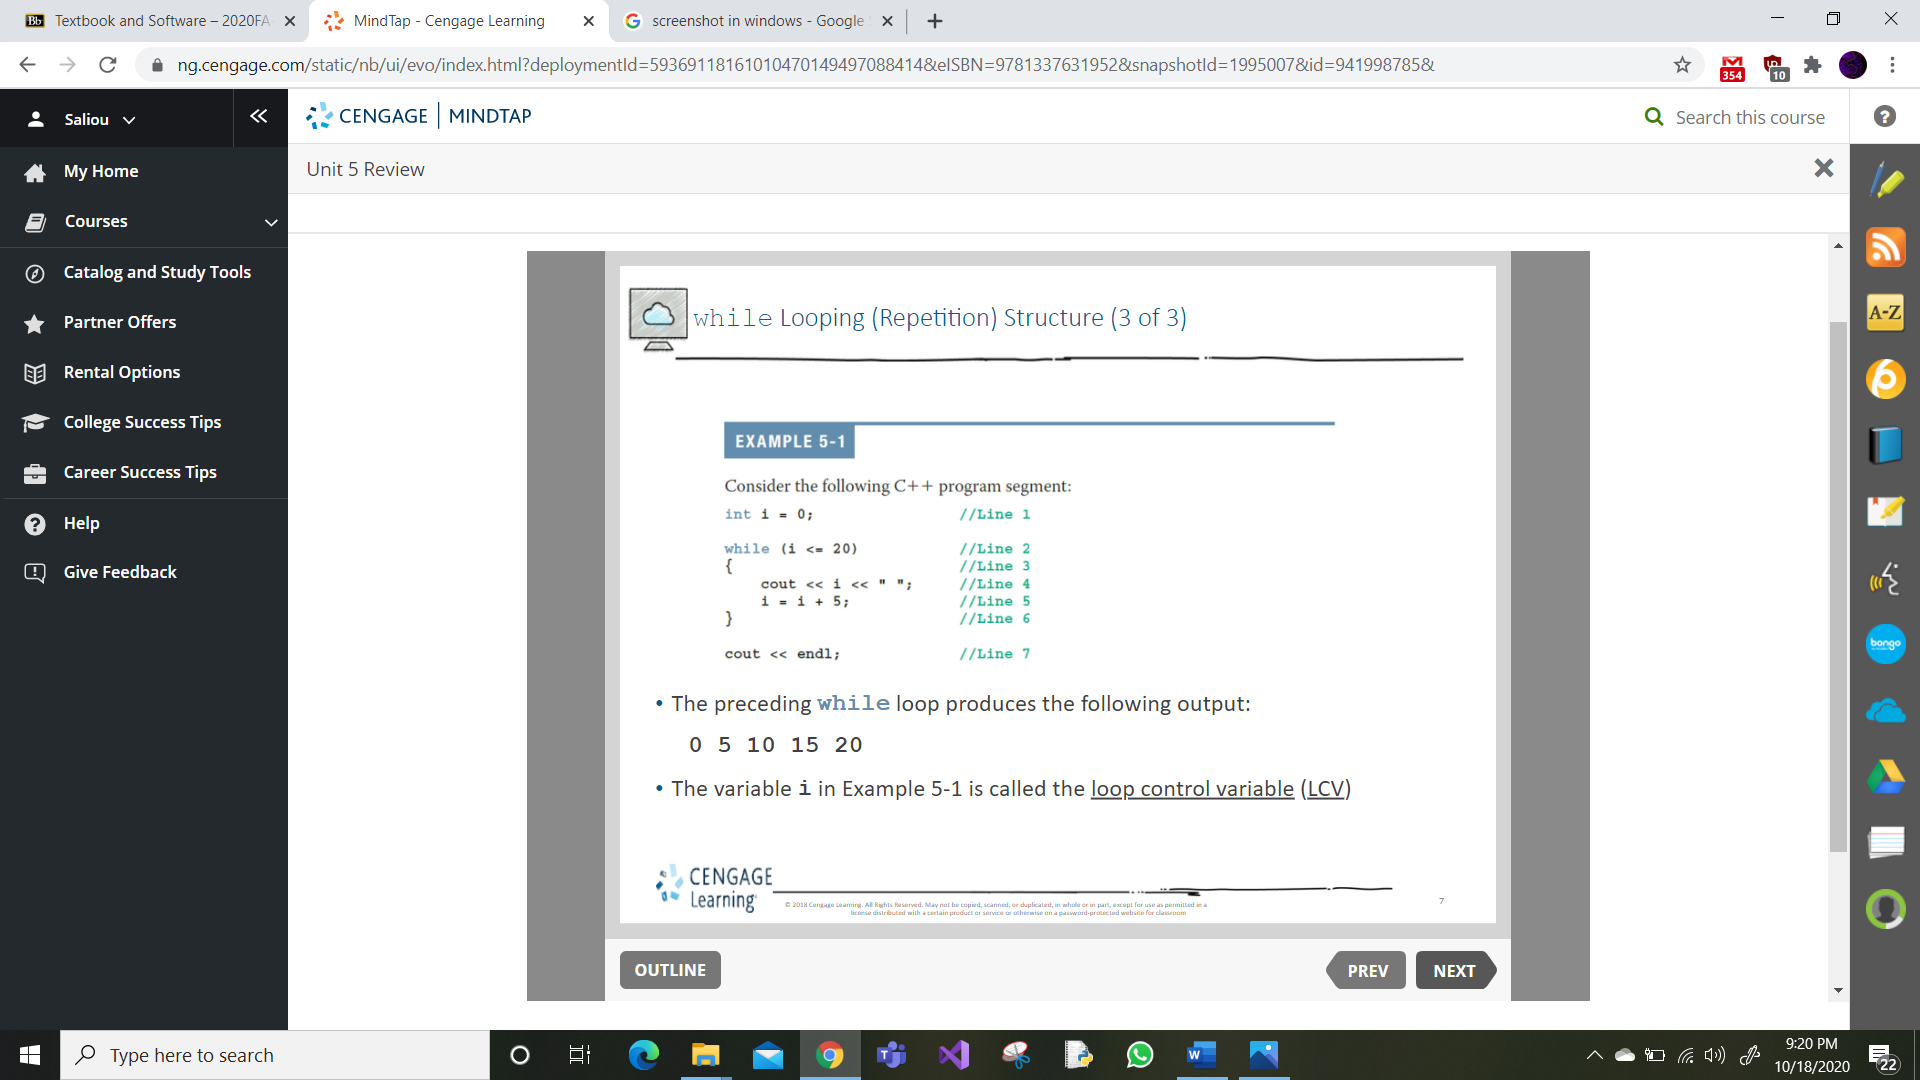 Textbook and Software – 2020FA
MindTap - Cengage Learning
screenshot in windows - Google
ng.cengage.com/static/nb/ui/evo/index.html?deploymentId=59369118161010470149497088414&eISBN=9781337631952&snapshotId=1995007&id=941998785&
354
10
Saliou
CENGAGE | MINDTAP
Search this course
My Home
Courses
Catalog and Study Tools
Partner Offers
Rental Options
College Success Tips
Career Success Tips
Help
Give Feedback
Unit 5 Review
A-Z
bongo
while Looping (Repetition) Structure (3 of 3)
EXAMPLE 5-1
Consider the following C++ program segment:
int i = 0; //Line 1
while (i <= 20) //Line 2
{ //Line 3
cout << i << " "; //Line 4
i = i + 5; //Line 5
} //Line 6
cout << endl; //Line 7
• The preceding while loop produces the following output:
0 5 10 15 20
• The variable i in Example 5-1 is called the loop control variable (LCV)
CENGAGE
Learning
© 2018 Cengage Learning. All Rights Reserved. May not be copied, scanned, or duplicated, in whole or in part, except for use as permitted in a
license distributed with a certain product or service or otherwise on a password-protected website for classroom
7
OUTLINE
PREV
NEXT
Type here to search
9:20 PM
10/18/2020
22